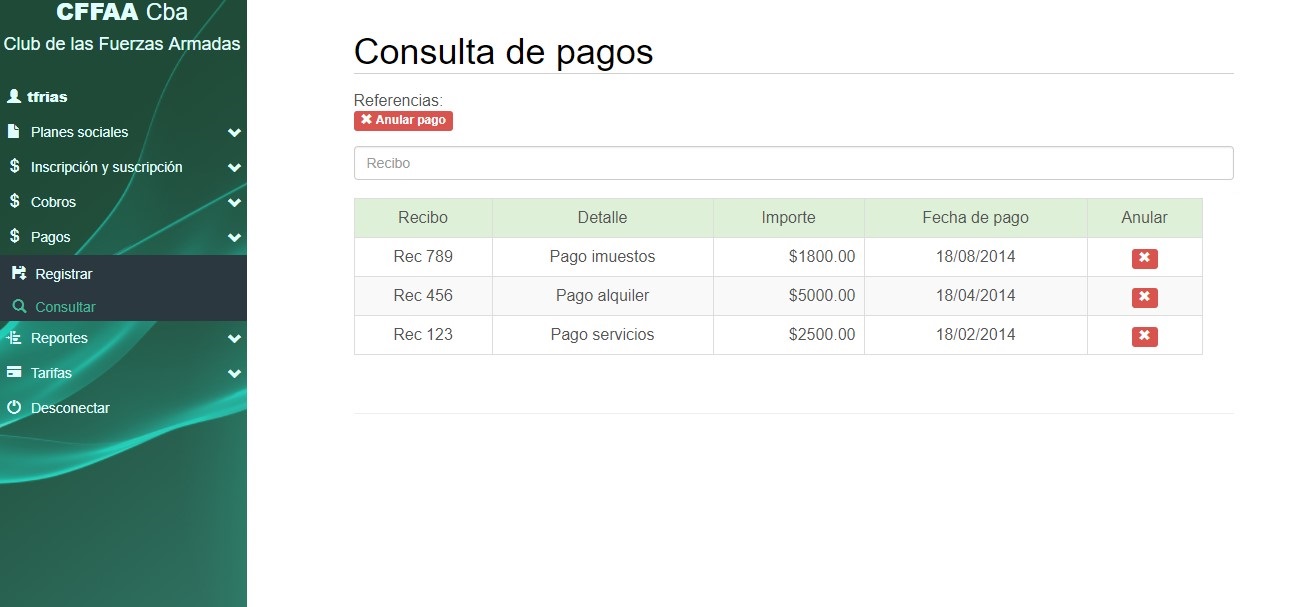 CFFAA Cba
Club de las Fuerzas Armadas
tfrias
Planes sociales
Inscripción y suscripción
Cobros
Pagos
Registrar
Consultar
Reportes
Tarifas
Desconectar
Consulta de pagos
Referencias:
Anular pago
Recibo
Recibo Detalle Importe Fecha de pago Anular
Rec 789 Pago imuestos $1800.00 18/08/2014
Rec 456 Pago alquiler $5000.00 18/04/2014
Rec 123 Pago servicios $2500.00 18/02/2014